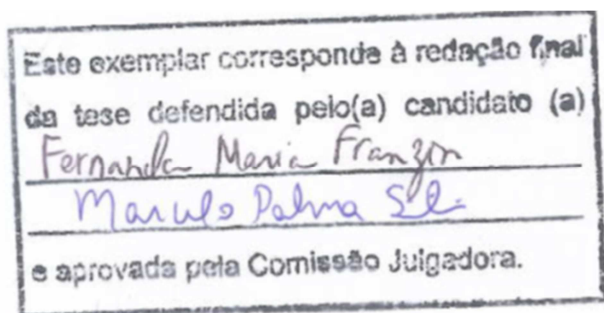 Este exemplar corresponde à redação final
da tese defendida pelo(a) candidato (a)
Fernanda Maria Franzin
Marcelo Palma
e aprovada pela Comissão Julgadora.